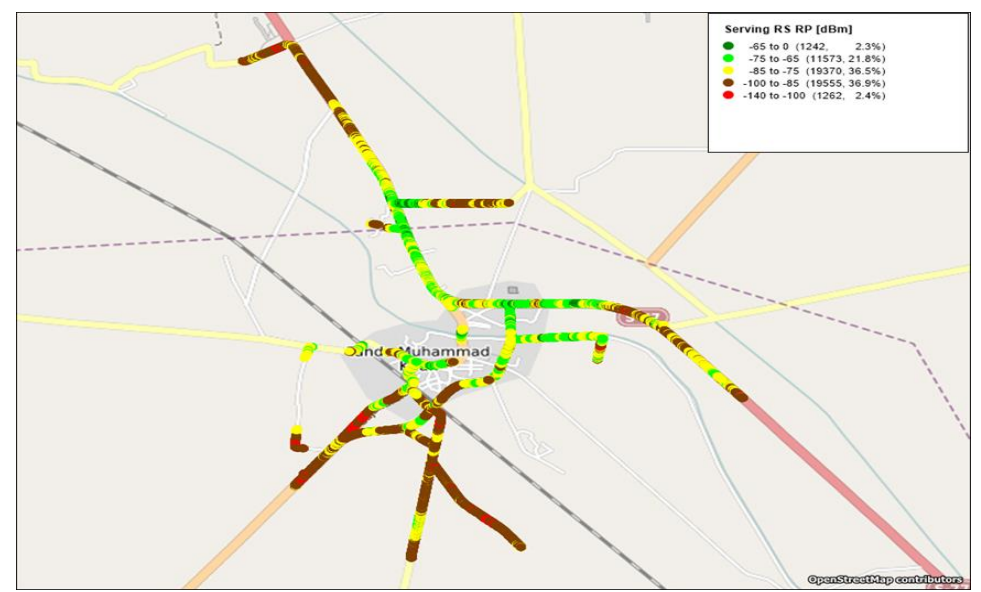 Serving RS RP [dBm]
-65 to 0 (1242, 2.3%)
-75 to -65 (11573, 21.8%)
-85 to -75 (19370, 36.5%)
-100 to -85 (19555, 36.9%)
-140 to -100 (1262, 2.4%)
Muhammad
OpenStreetMap contributors